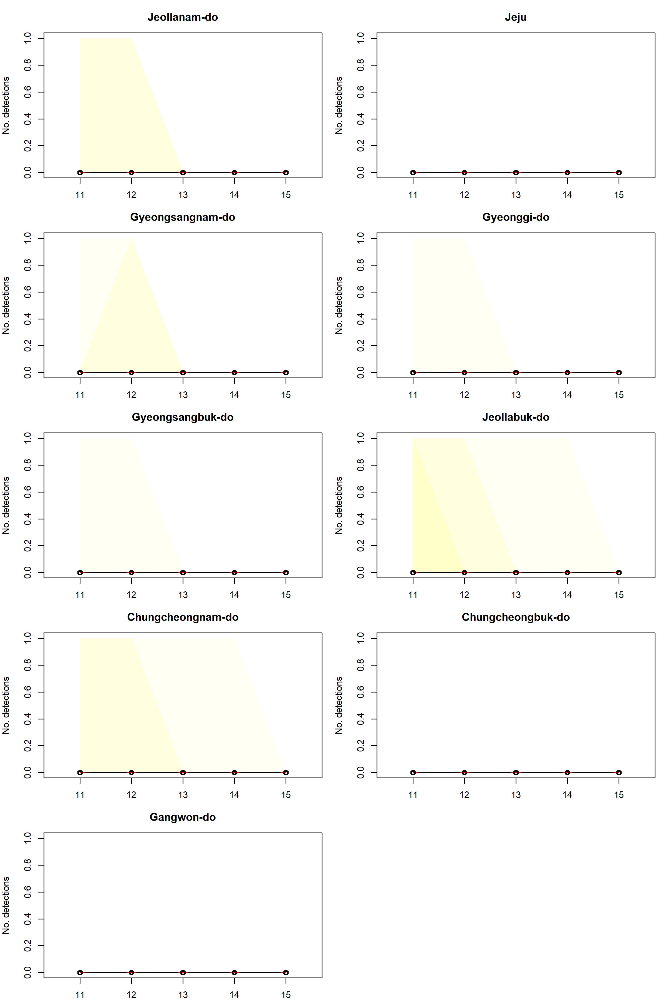 Jeollanam-do
No. detections
0.0 0.2 0.4 0.6 0.8 1.0
11 12 13 14 15
Jeju
No. detections
0.0 0.2 0.4 0.6 0.8 1.0
11 12 13 14 15
Gyeongsangnam-do
No. detections
0.0 0.2 0.4 0.6 0.8 1.0
11 12 13 14 15
Gyeonggi-do
No. detections
0.0 0.2 0.4 0.6 0.8 1.0
11 12 13 14 15
Gyeongsangbuk-do
No. detections
0.0 0.2 0.4 0.6 0.8 1.0
11 12 13 14 15
Jeollabuk-do
No. detections
0.0 0.2 0.4 0.6 0.8 1.0
11 12 13 14 15
Chungcheongnam-do
No. detections
0.0 0.2 0.4 0.6 0.8 1.0
11 12 13 14 15
Chungcheongbuk-do
No. detections
0.0 0.2 0.4 0.6 0.8 1.0
11 12 13 14 15
Gangwon-do
No. detections
0.0 0.2 0.4 0.6 0.8 1.0
11 12 13 14 15